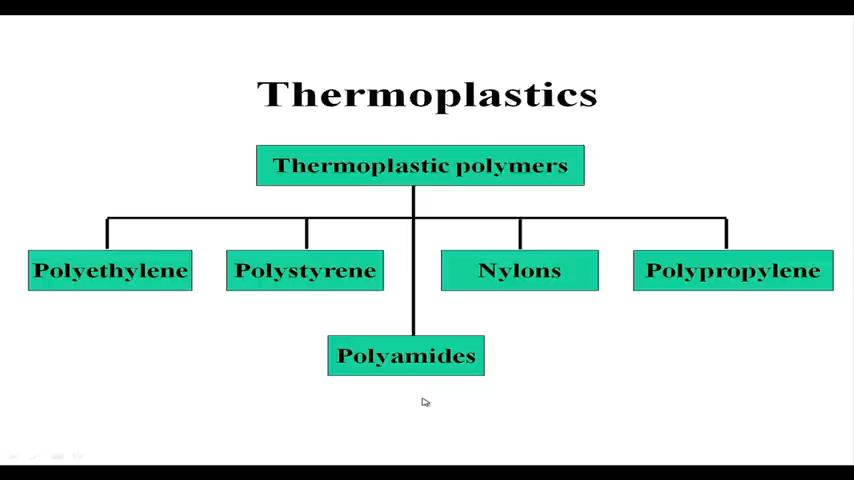 Thermoplastics
Thermoplastic polymers
Polyethylene
Polystyrene
Nylons
Polypropylene
Polyamides